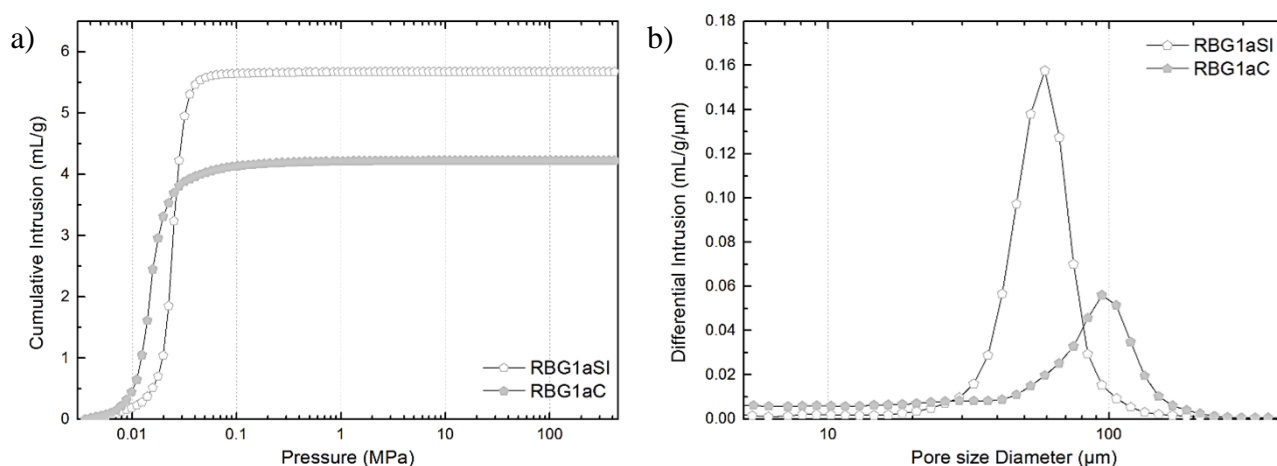 a)
Cumulative Intrusion (mL/g)
6
5
4
3
2
1
0
0.01 0.1 1 10 100
Pressure (MPa)
RBG1aSI
RBG1aC
b)
Differential Intrusion (mL/g/µm)
0.18
0.16
0.14
0.12
0.10
0.08
0.06
0.04
0.02
0.00
10 100
Pore size Diameter (µm)
RBG1aSI
RBG1aC